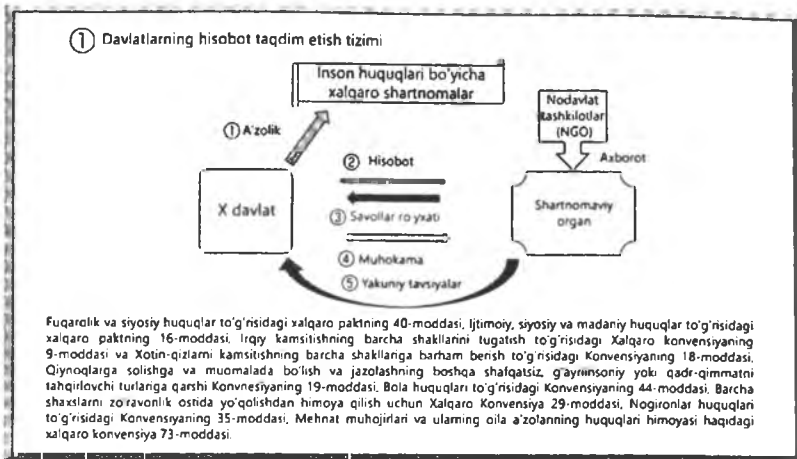 ① Davlatlarning hisobot taqdim etish tizimi
Inson huquqlari bo'yicha
xalqaro shartnomalar
Nodavlat
tashkilotlar
(NGO)
① A'zolik
② Hisobot
Axborot
X davlat
③ Savollar ro'yxati
Shartnomaviy
organ
④ Muhokama
⑤ Yakuniy tavsiyalar
Fuqarolik va siyosiy huquqlar to'g'risidagi xalqaro paktning 40-moddasi, Ijtimoiy, siyosiy va madaniy huquqlar to'g'risidagi
xalqaro paktning 16-moddasi, Irqiy kamsitishning barcha shakllarini tugatish to'g'risidagi Xalqaro konvensiyaning
9-moddasi va Xotin-qizlarni kamsitishning barcha shakllariga barham berish to'g'risidagi Konvensiyaning 18-moddasi,
Qiynoqlarga solishga va muomalada bo'lish va jazolashning boshqa shafqatsiz, g'ayriinsoniy yoki qadr-qimmatni
tahqirlovchi turlariga qarshi Konvnesiyaning 19-moddasi, Bola huquqlari to'g'risidagi Konvensiyaning 44-moddasi, Barcha
shaxslarni zo'ravonlik ostida yo'qolishdan himoya qilish uchun Xalqaro Konvensiya 29-moddasi, Nogironlar huquqlari
to'g'risidagi Konvensiyaning 35-moddasi, Mehnat muhojirlari va ularning oila a'zolanning huquqlari himoyasi haqidagi
xalqaro konvensiya 73-moddasi.